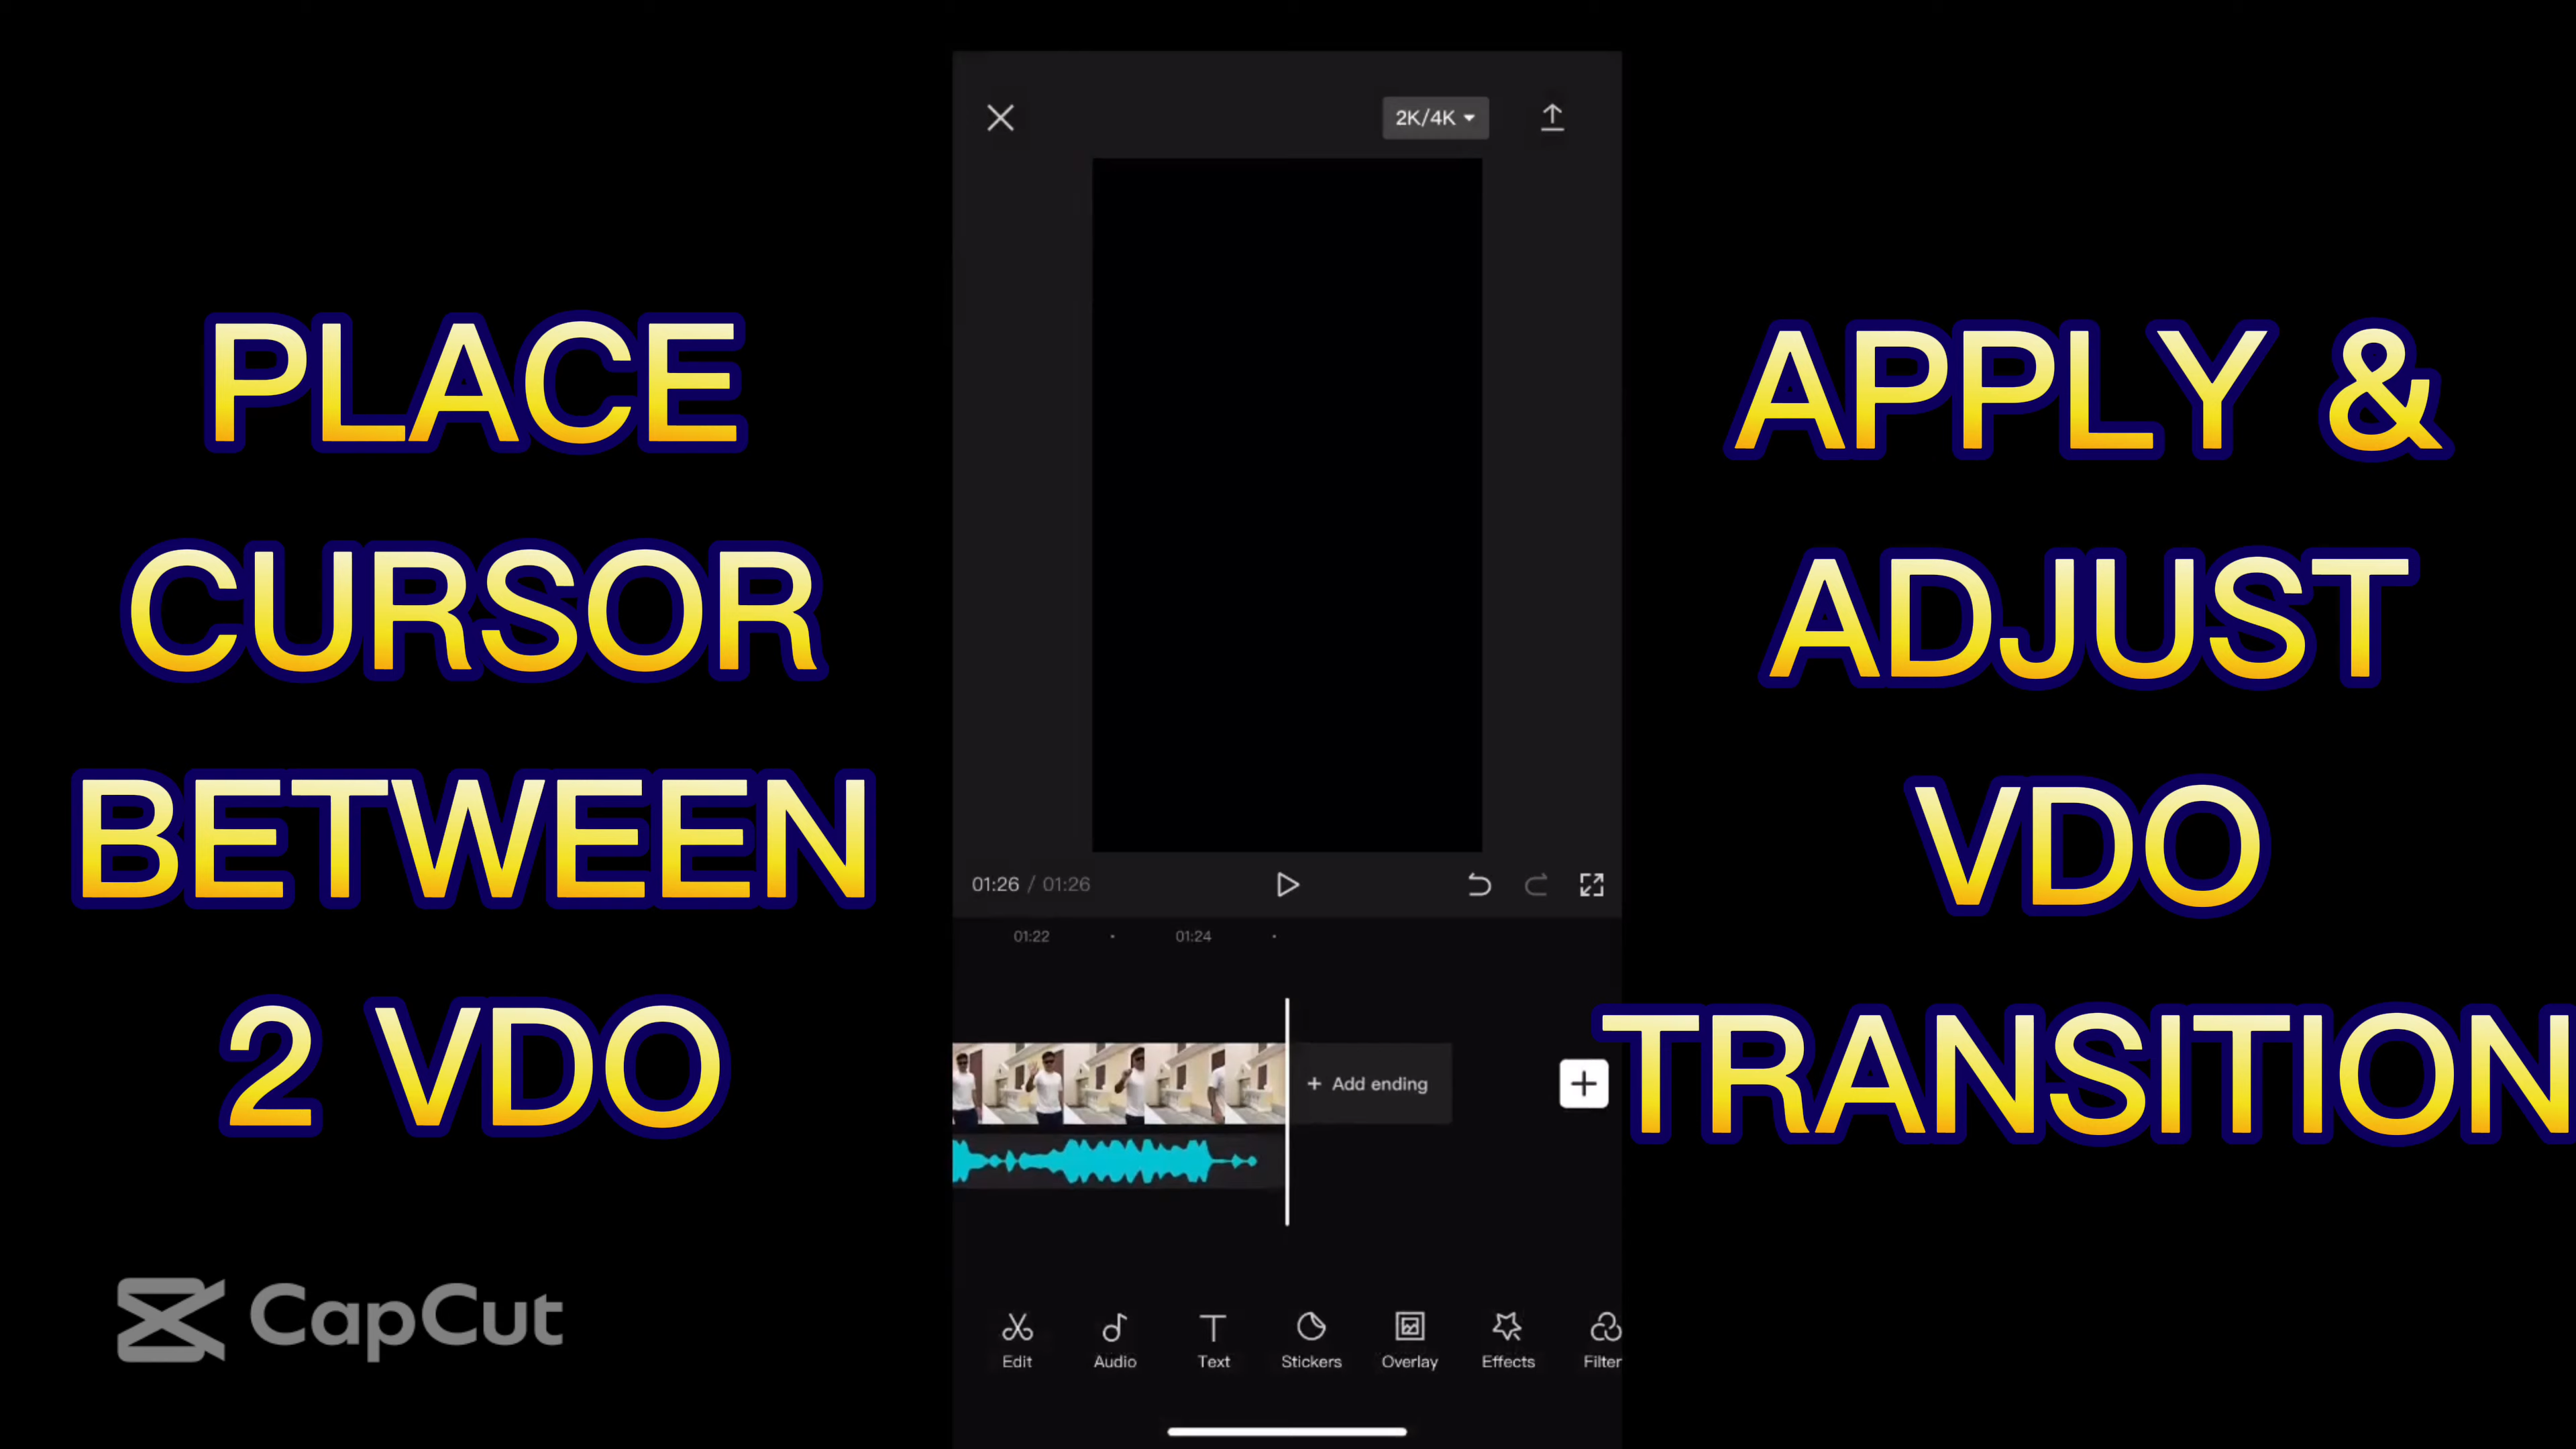 PLACE
CURSOR
BETWEEN
2 VDO
2K/4K
01:26 / 01:26
01:22
01:24
+ Add ending
Edit
Audio
Text
Stickers
Overlay
Effects
Filter
APPLY &
ADJUST
VDO
TRANSITION
CapCut